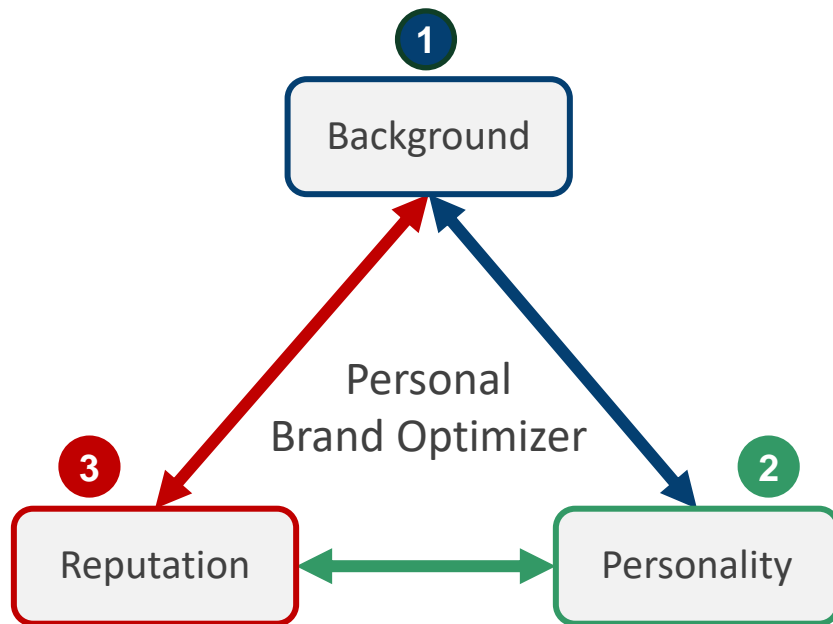 1
Background
Personal
Brand Optimizer
3
2
Reputation
Personality